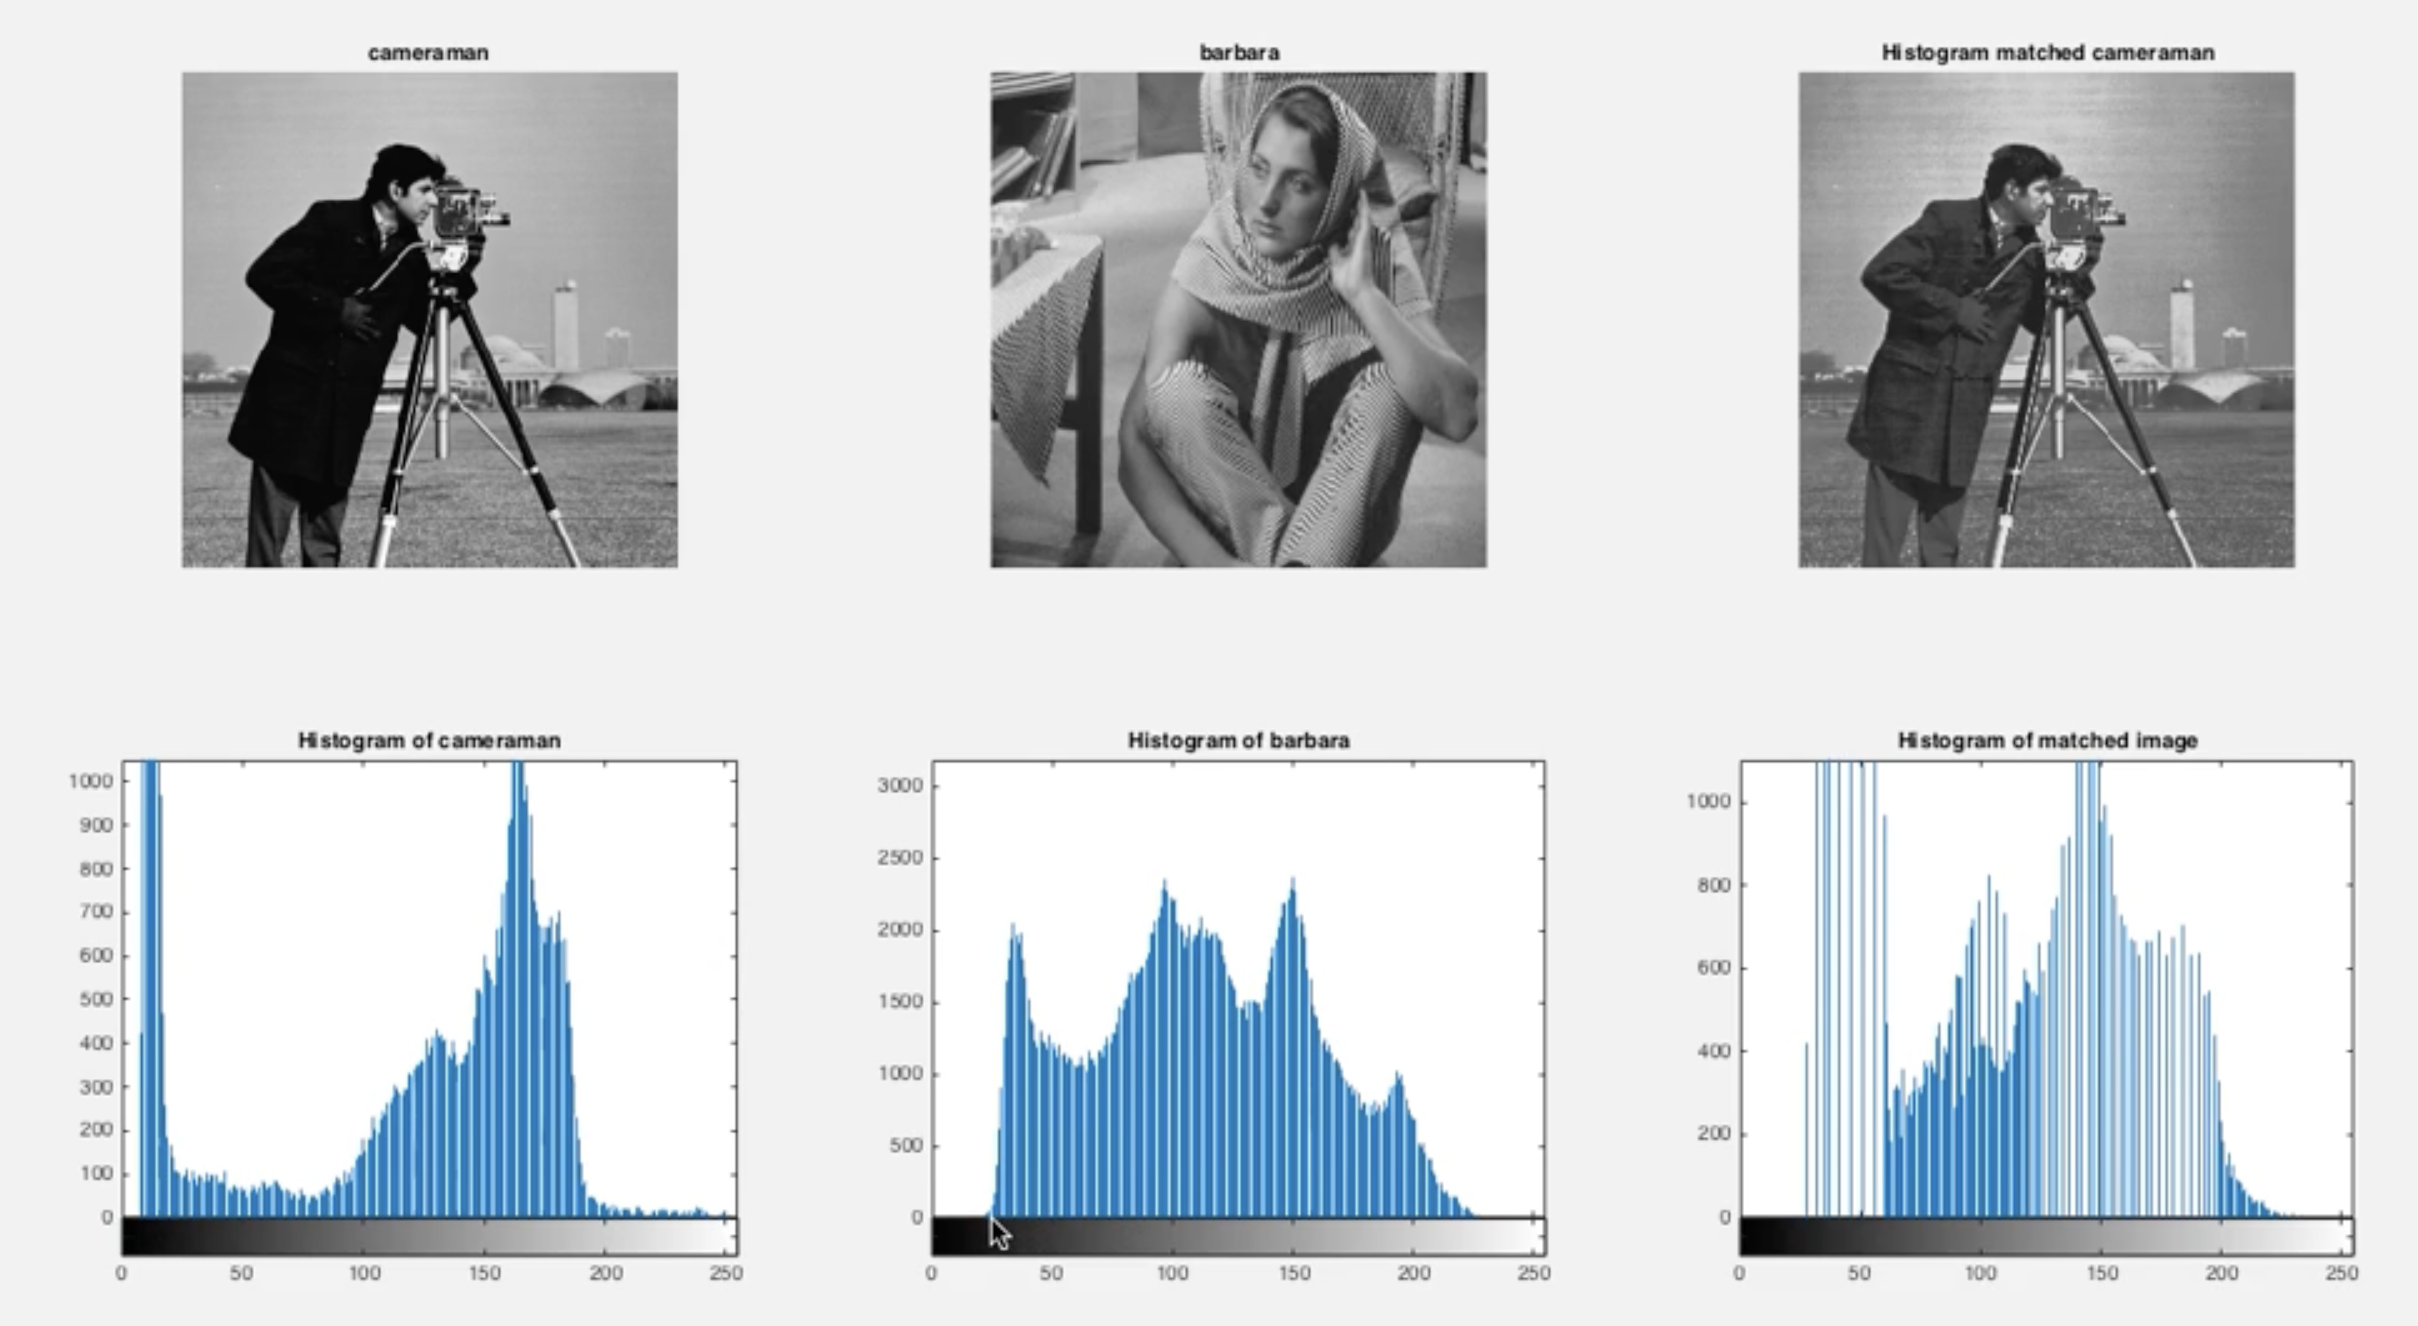 cameraman
barbara
Histogram matched cameraman
Histogram of cameraman
1000
900
800
700
600
500
400
300
200
100
0
0 50 100 150 200 250
Histogram of barbara
3000
2500
2000
1500
1000
500
0
0 50 100 150 200 250
Histogram of matched image
1000
800
600
400
200
0
0 50 100 150 200 250